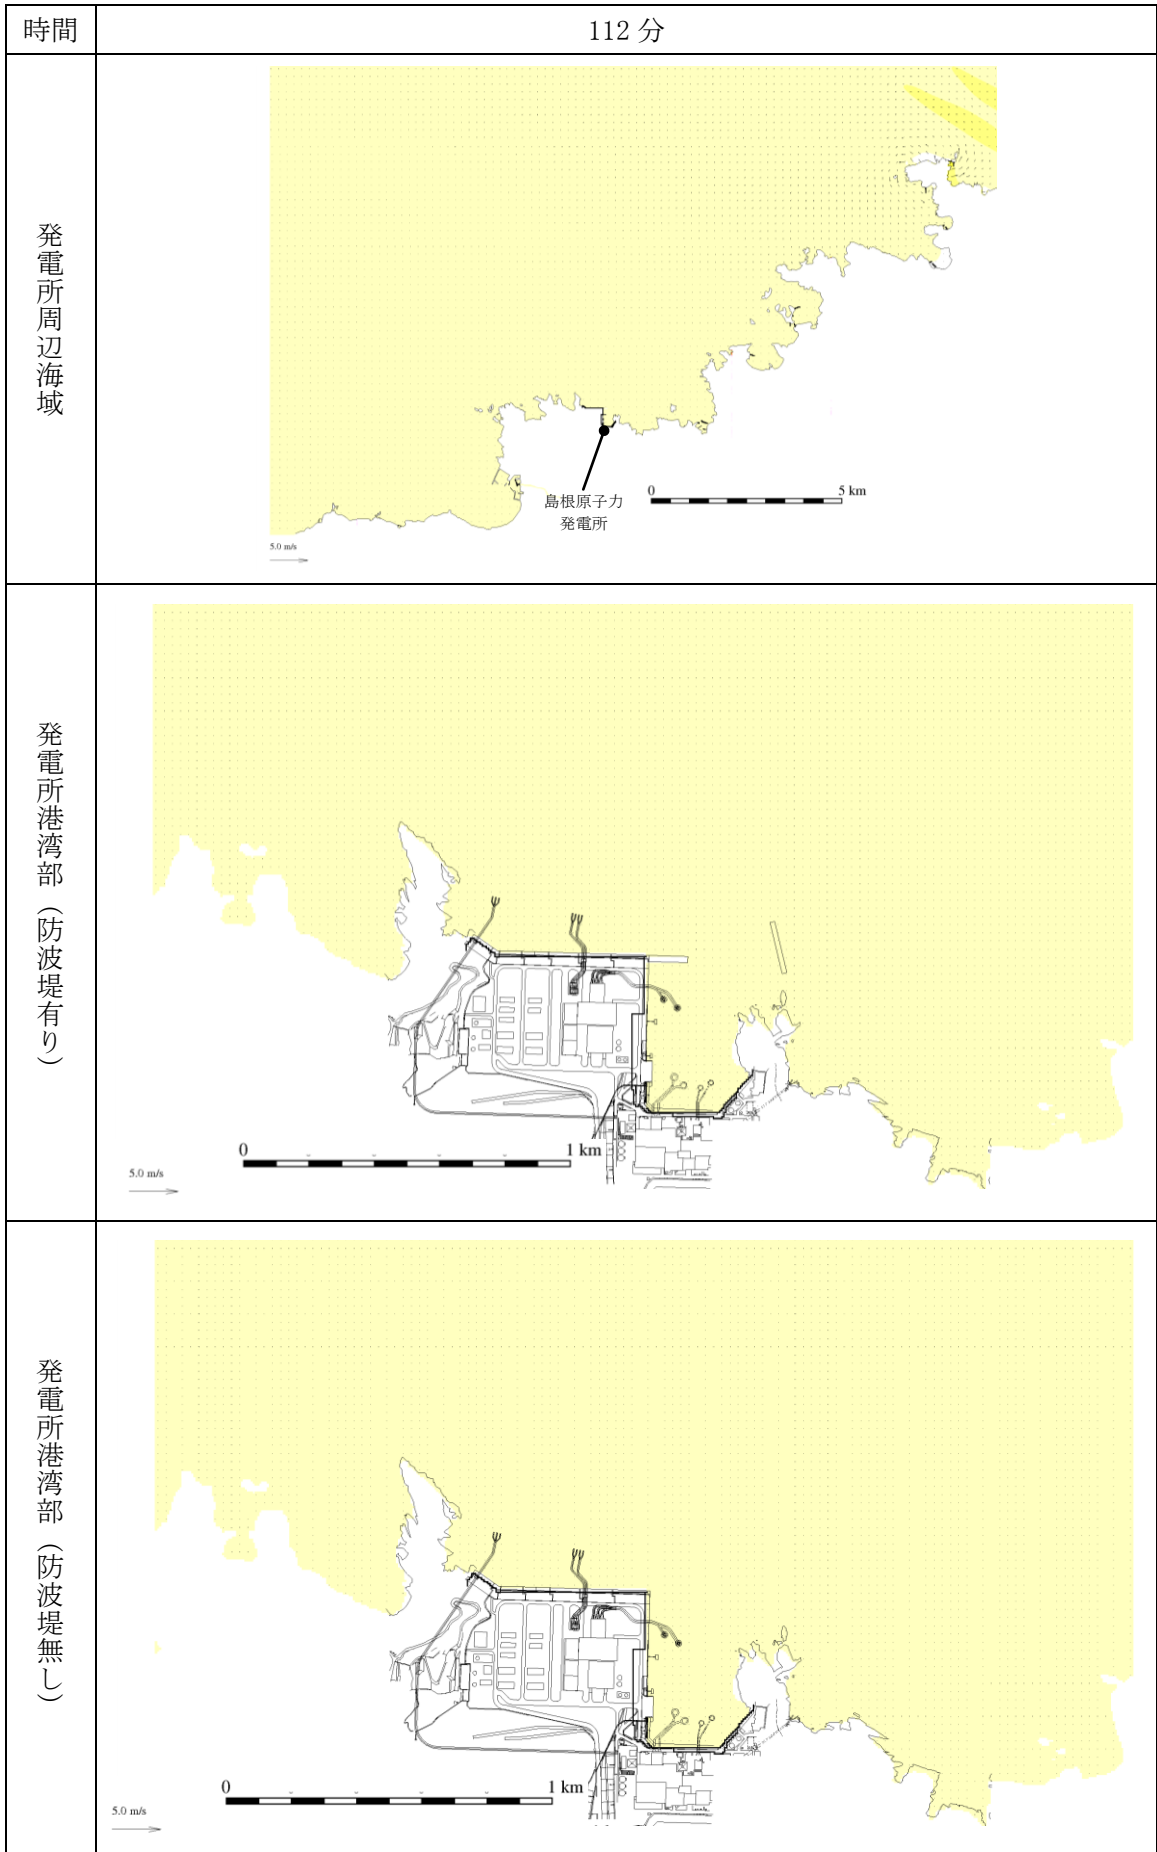 時間
112 分
発電所周辺海域
島根原子力
発電所
0
5 km
5.0 m/s
発電所港湾部（防波堤有り）
0
1 km
5.0 m/s
発電所港湾部（防波堤無し）
0
1 km
5.0 m/s